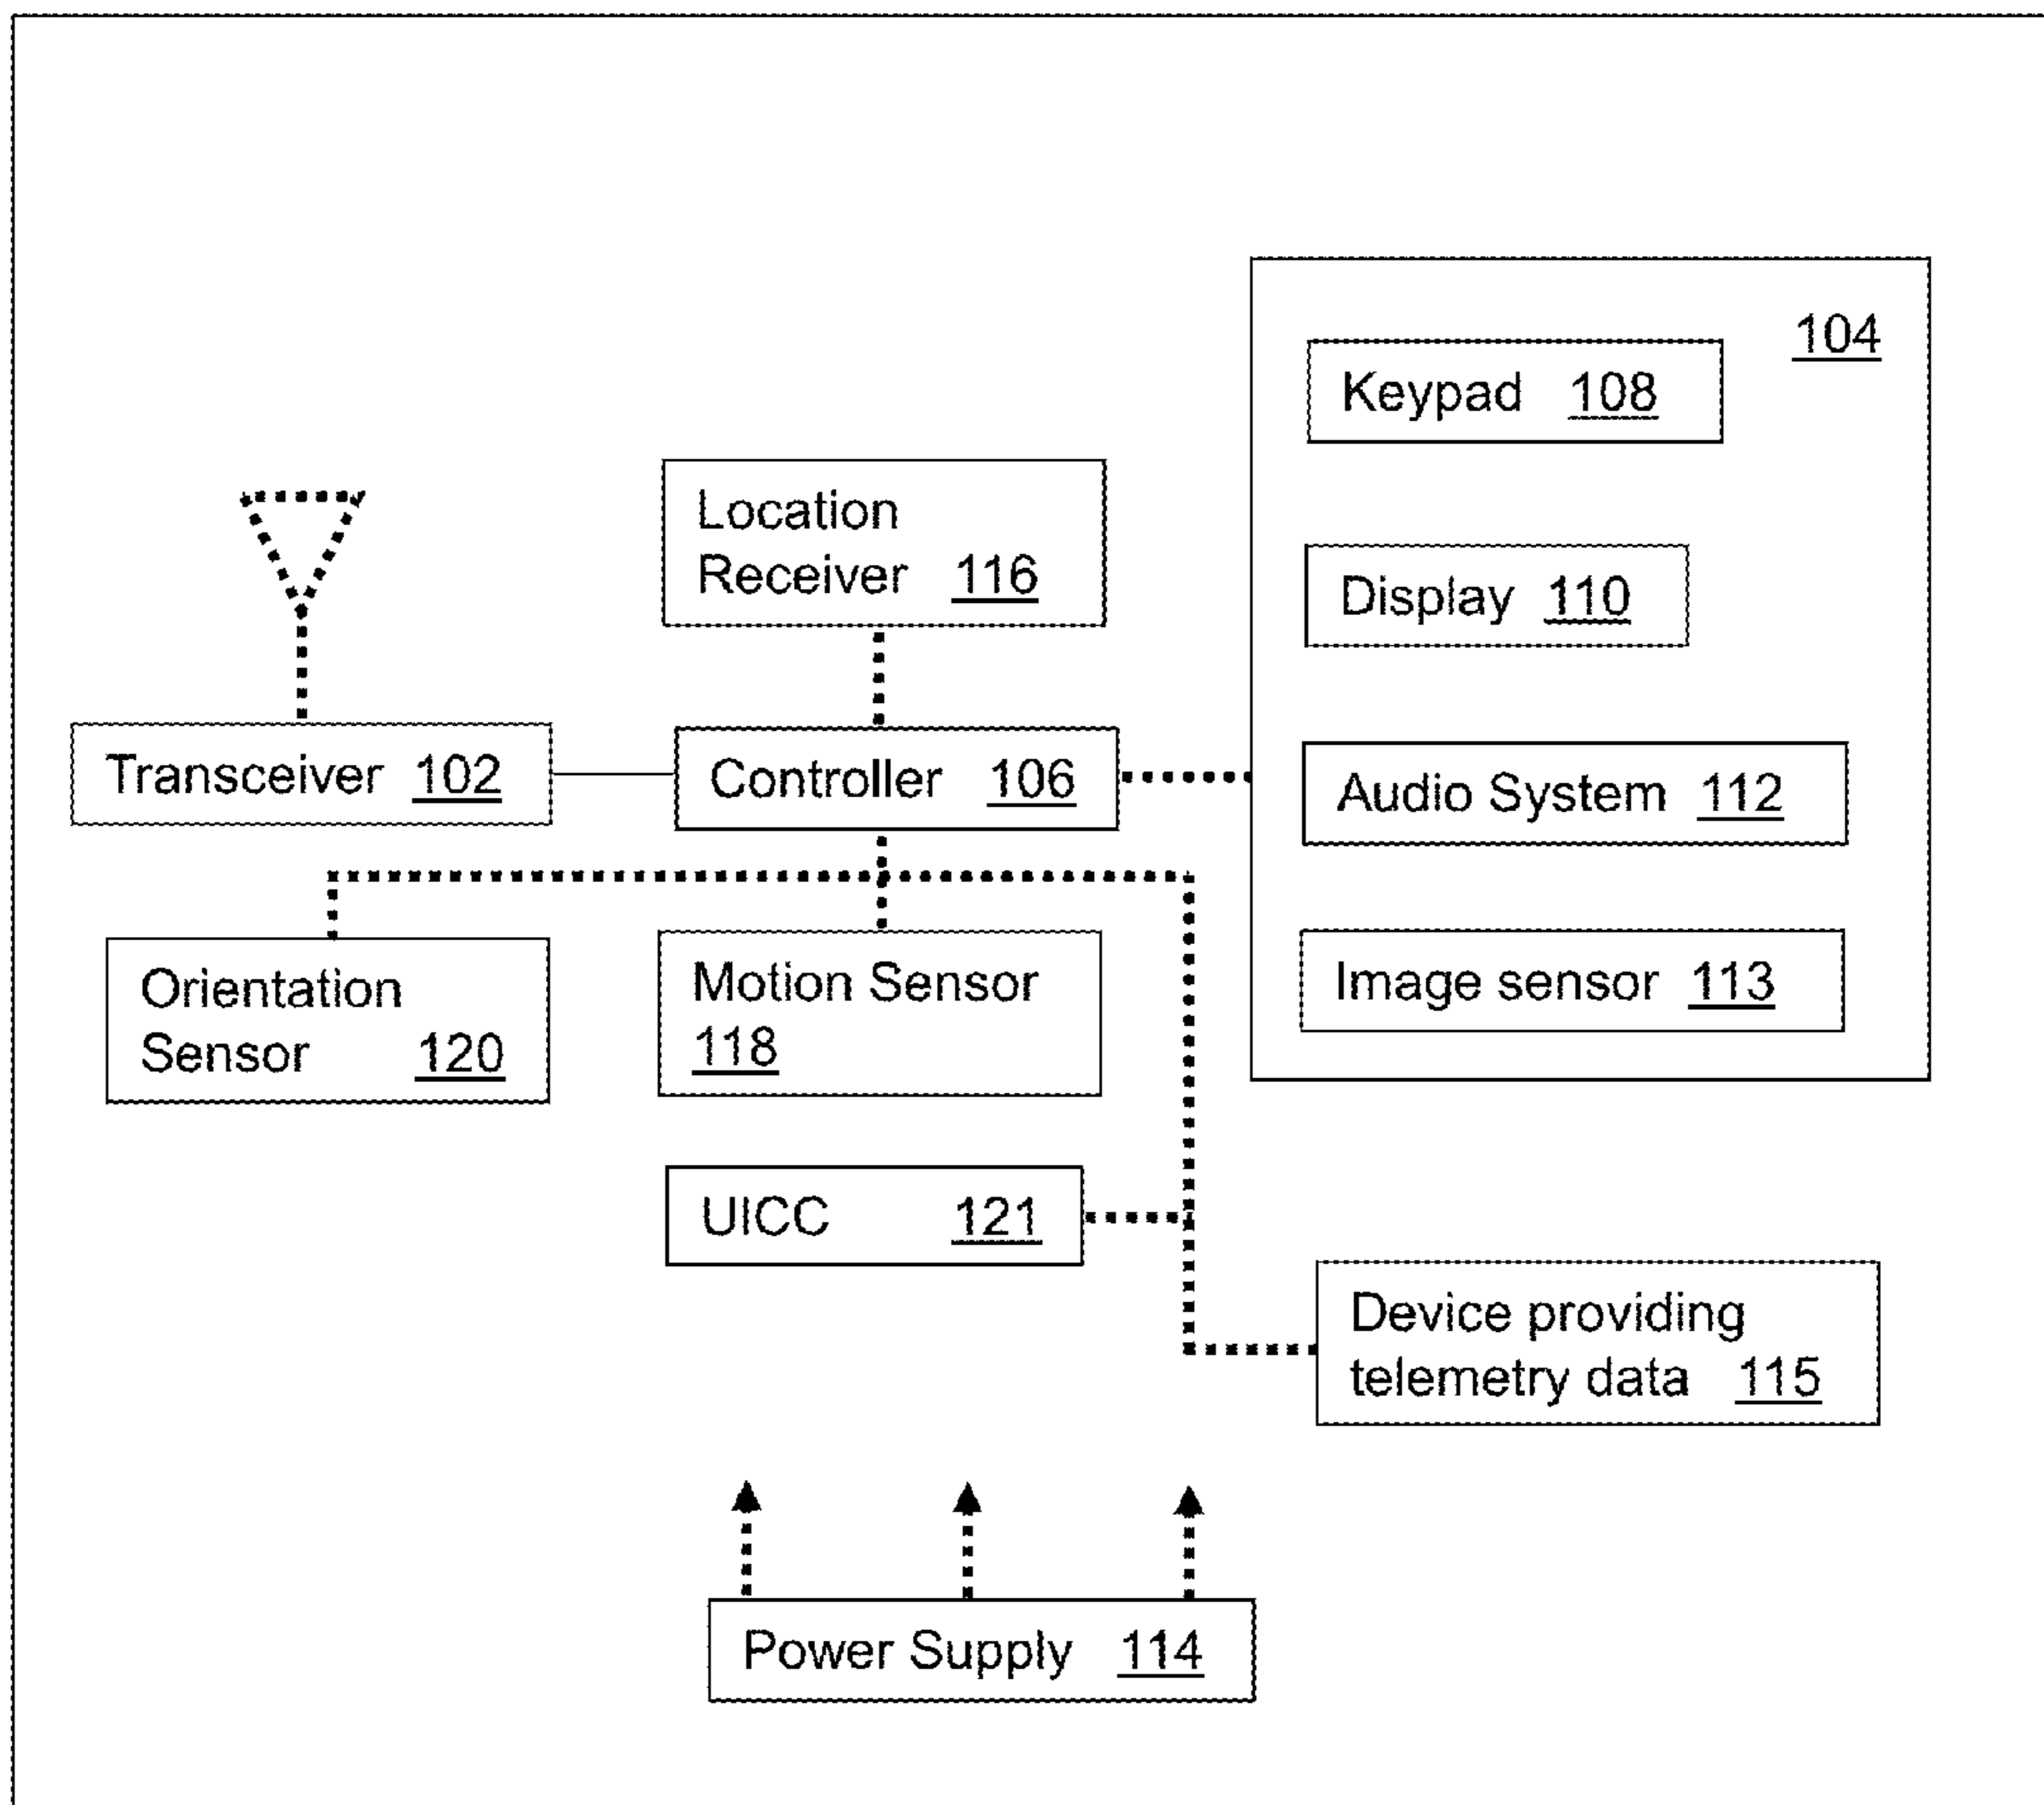 104
Keypad 108
Location
Receiver 116
Display 110
Transceiver 102
Controller 106
Audio System 112
Orientation
Sensor 120
Motion Sensor
118
Image sensor 113
UICC 121
Device providing
telemetry data 115
Power Supply 114